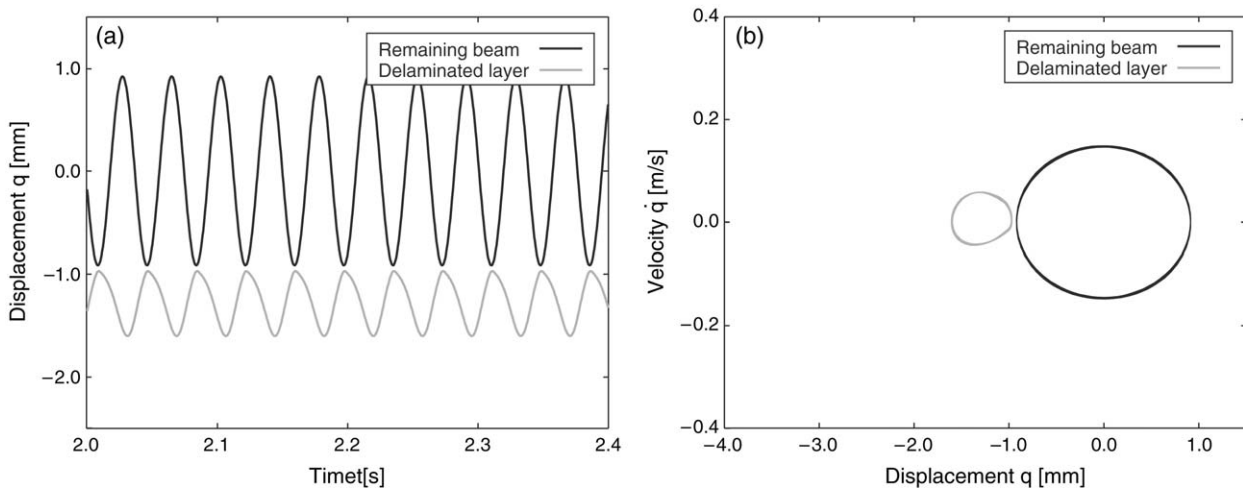 (a)
Remaining beam
Delaminated layer
Displacement q [mm]
1.0
0.0
−1.0
−2.0
2.0
2.1
2.2
2.3
2.4
Timet[s]
(b)
Remaining beam
Delaminated layer
Velocity q̇ [m/s]
0.4
0.2
0.0
−0.2
−0.4
−4.0
−3.0
−2.0
−1.0
0.0
1.0
Displacement q [mm]